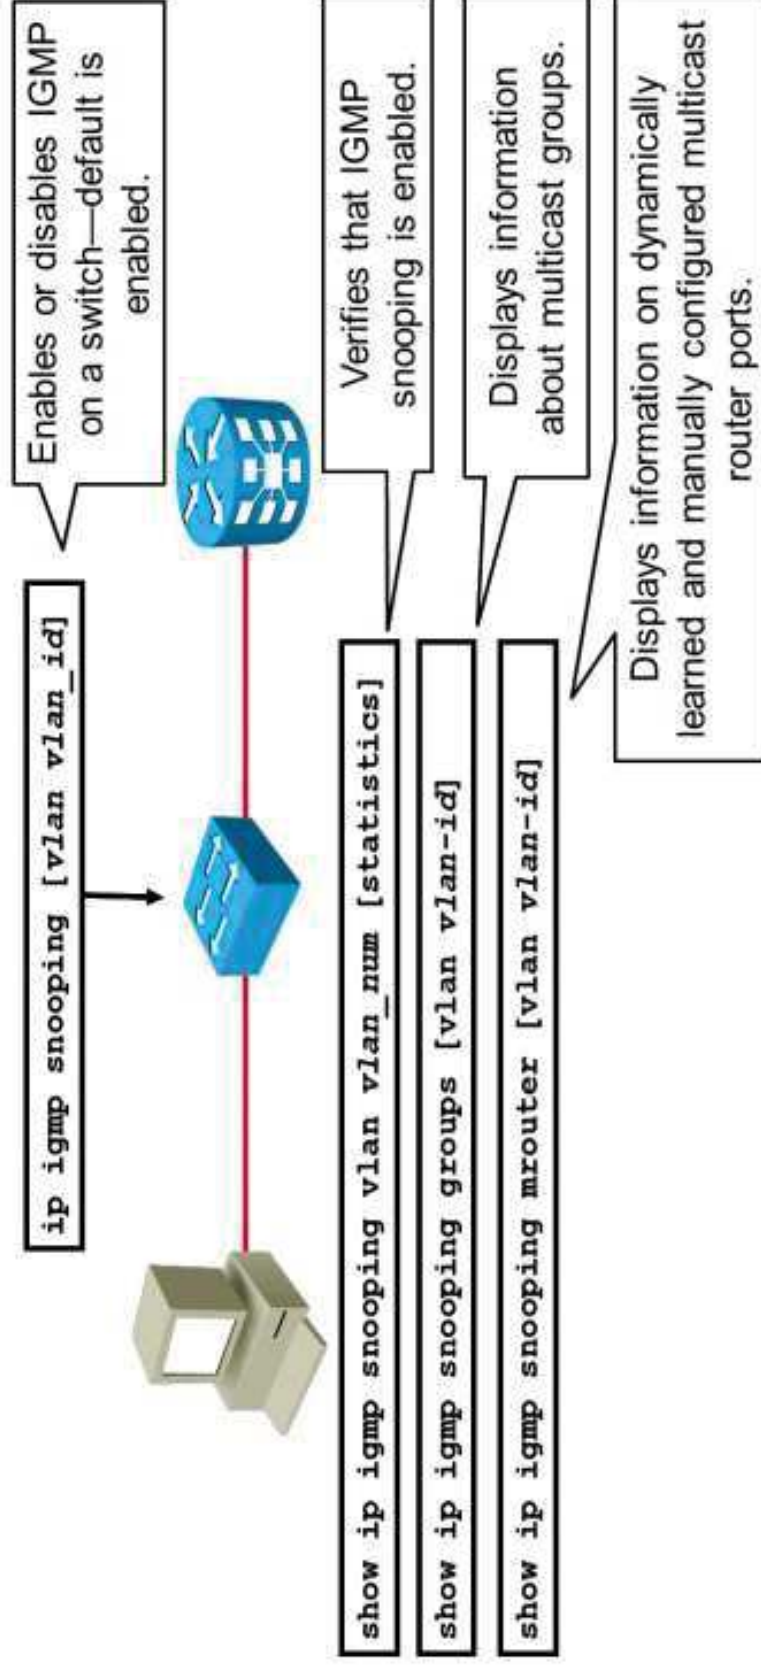 ip igmp snooping [vlan vlan_id]
Enables or disables IGMP
on a switch—default is
enabled.
show ip igmp snooping vlan vlan_num [statistics]
Verifies that IGMP
snooping is enabled.
show ip igmp snooping groups [vlan vlan-id]
Displays information
about multicast groups.
show ip igmp snooping mrouter [vlan vlan-id]
Displays information on dynamically
learned and manually configured multicast
router ports.